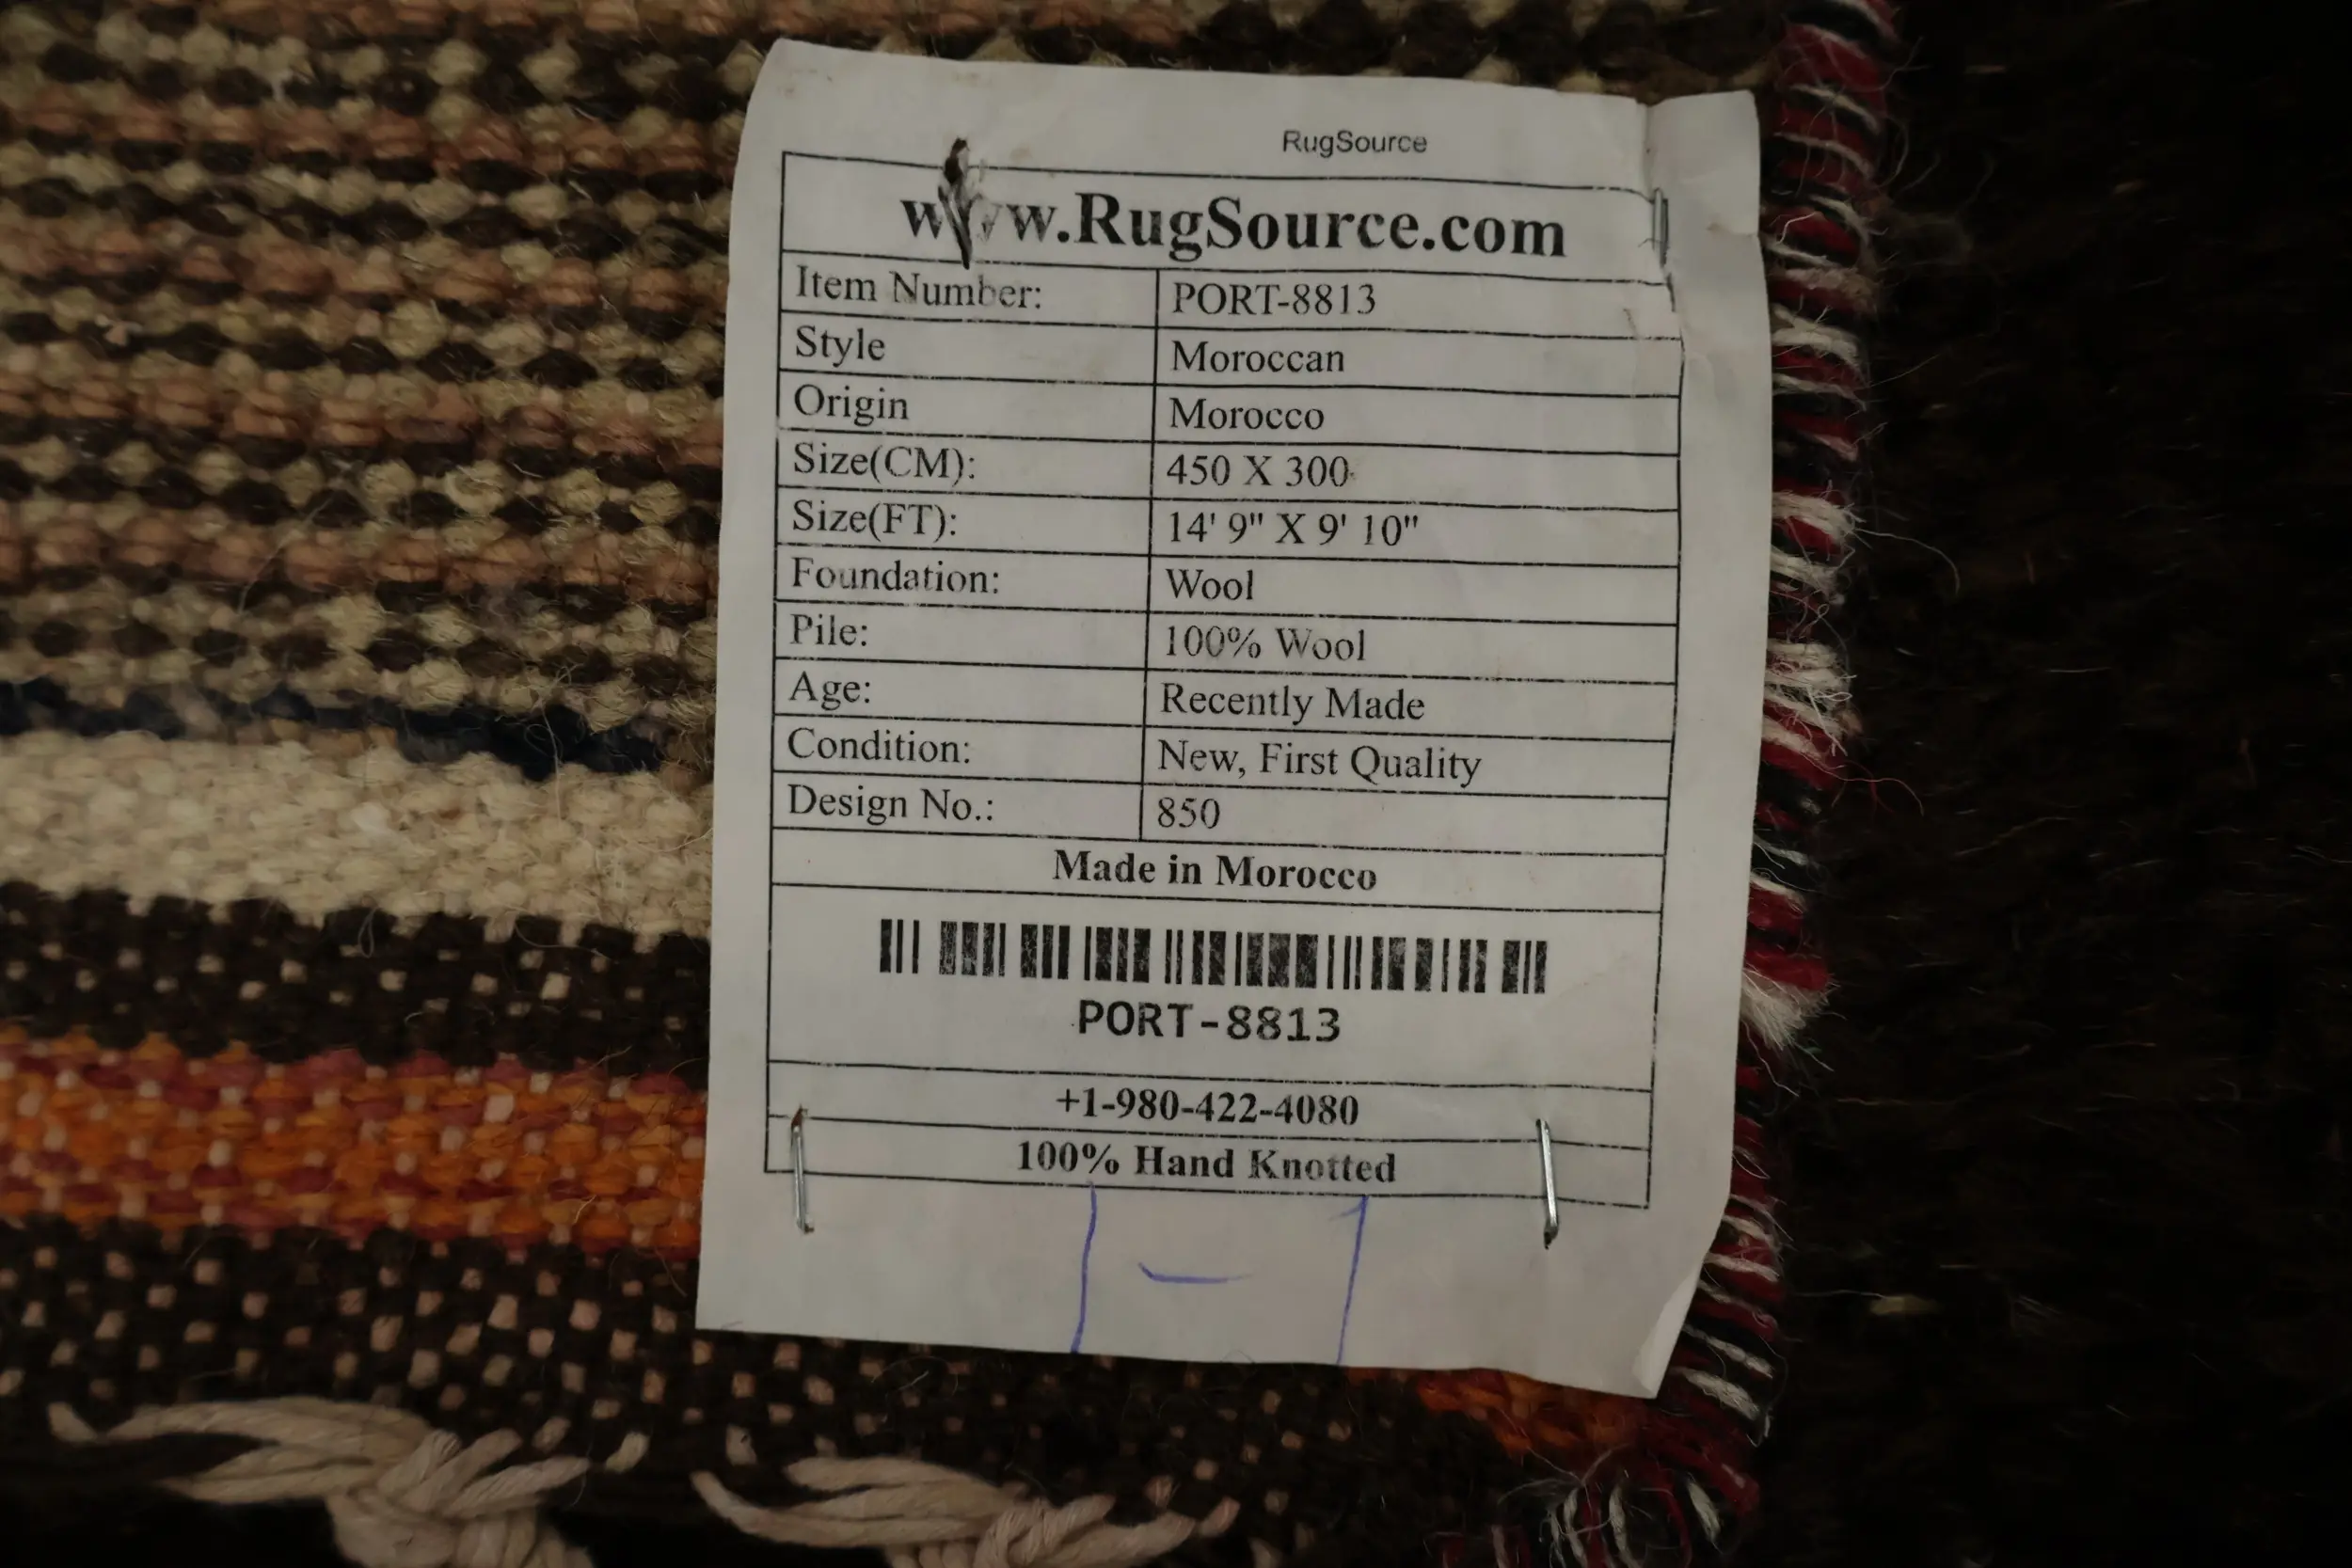 RugSource
www.RugSource.com
Item Number: PORT-8813
Style Moroccan
Origin Morocco
Size(CM): 450 X 300
Size(FT): 14' 9" X 9' 10"
Foundation: Wool
Pile: 100% Wool
Age: Recently Made
Condition: New, First Quality
Design No.: 850
Made in Morocco
PORT-8813
+1-980-422-4080
100% Hand Knotted
1-1